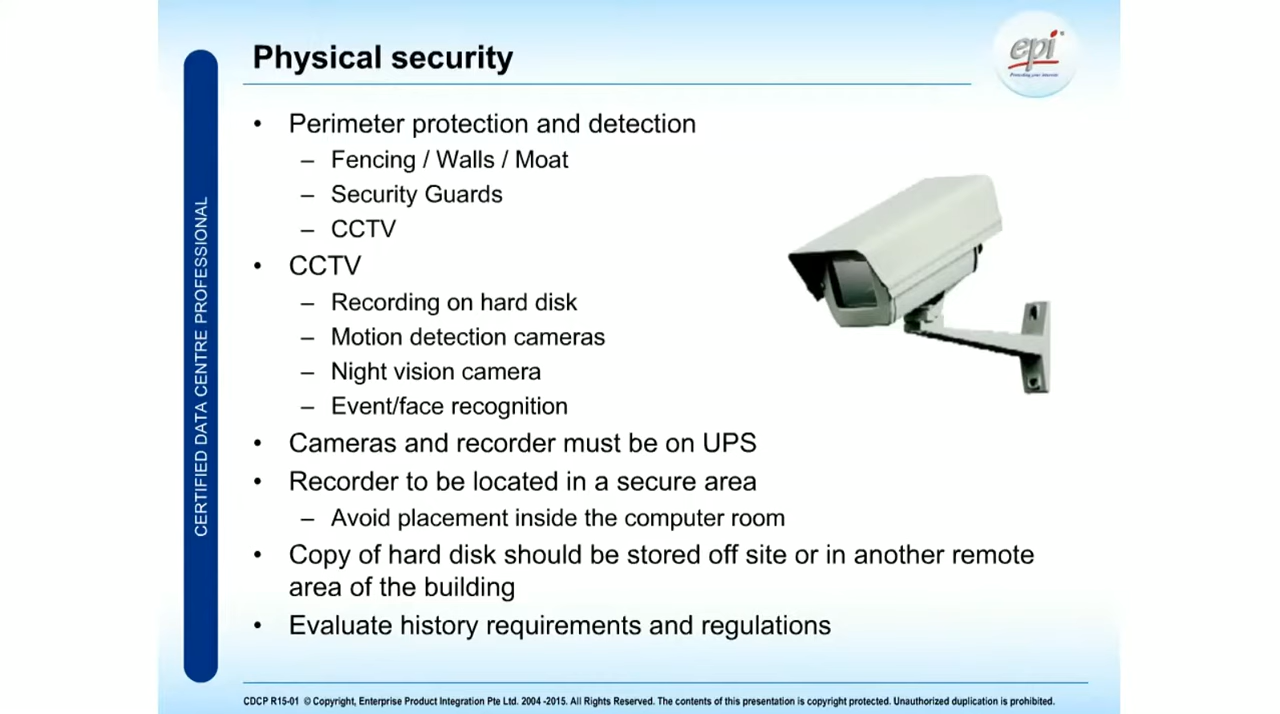 Physical security
epi
Protecting your interests
• Perimeter protection and detection
– Fencing / Walls / Moat
– Security Guards
– CCTV
• CCTV
– Recording on hard disk
– Motion detection cameras
– Night vision camera
– Event/face recognition
• Cameras and recorder must be on UPS
• Recorder to be located in a secure area
– Avoid placement inside the computer room
• Copy of hard disk should be stored off site or in another remote
area of the building
• Evaluate history requirements and regulations
CERTIFIED DATA CENTRE PROFESSIONAL
CDCP R15-01 © Copyright, Enterprise Product Integration Pte Ltd. 2004 -2015. All Rights Reserved. The contents of this presentation is copyright protected. Unauthorized duplication is prohibited.